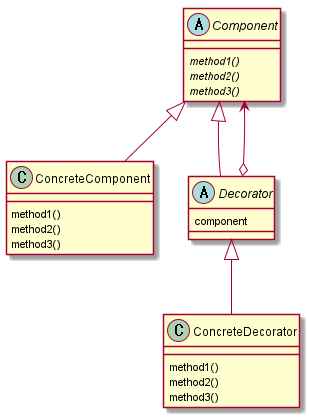 A Component
method1()
method2()
method3()
C ConcreteComponent
method1()
method2()
method3()
A Decorator
component
C ConcreteDecorator
method1()
method2()
method3()